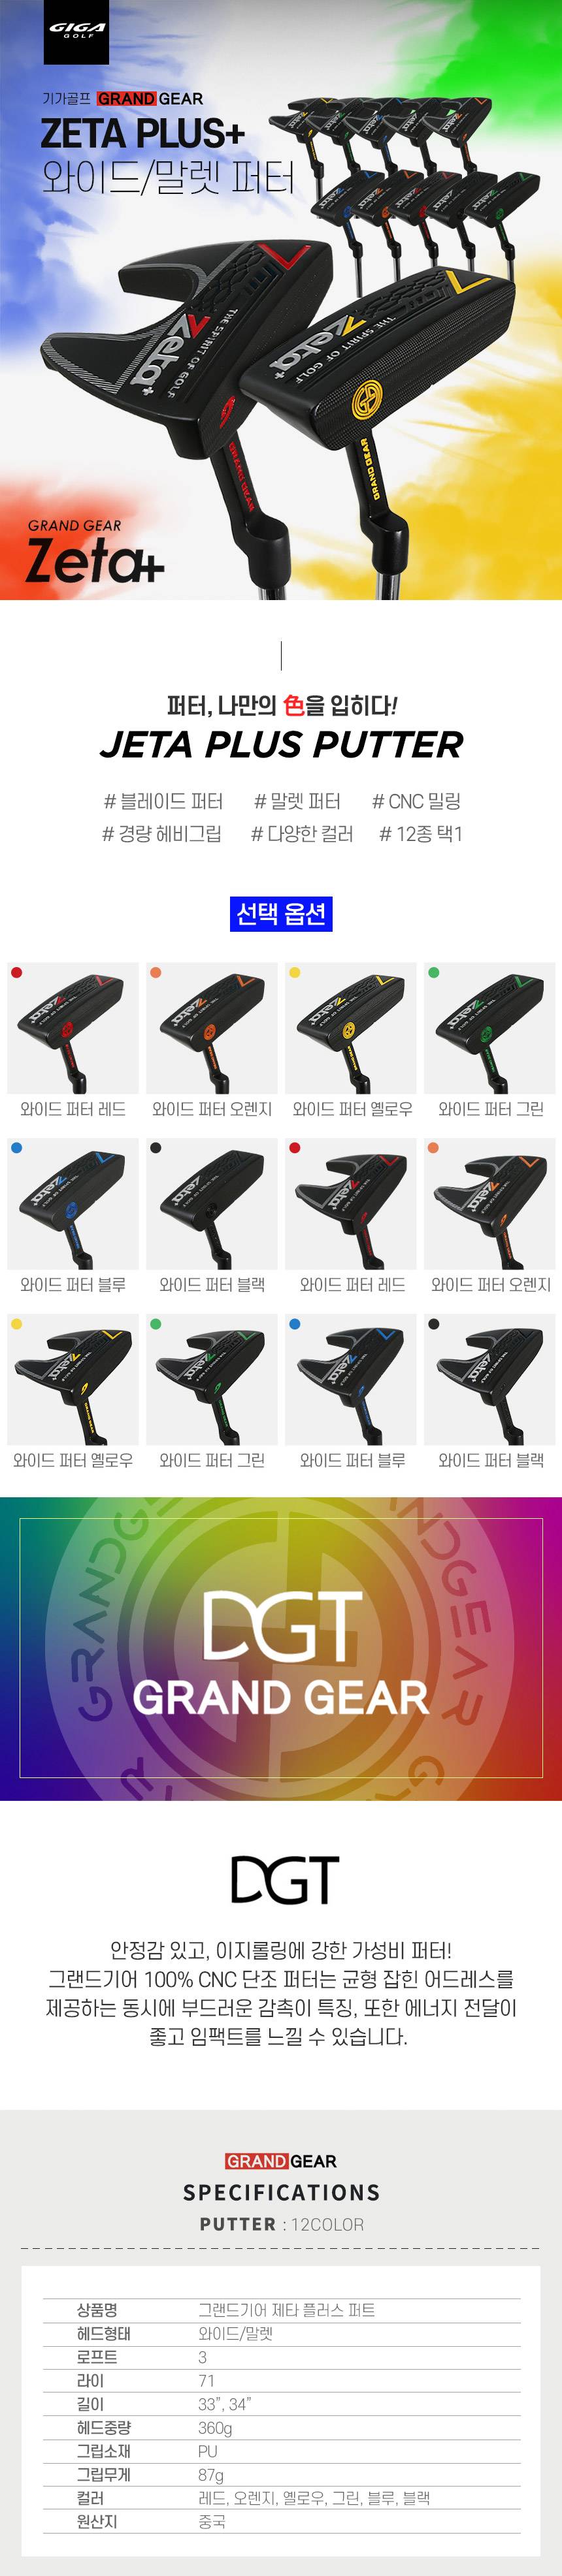 GIGA
GOLF
기가골프 GRAND GEAR
ZETA PLUS+
와이드/말렛 퍼터
Zeta+
THE SPIRIT OF GOLF
Zeta+
THE SPIRIT OF GOLF
GRAND GEAR
GRAND GEAR
Zeta+
퍼터, 나만의 色을 입히다!
JETA PLUS PUTTER
# 블레이드 퍼터 # 말렛 퍼터 # CNC 밀링
# 경량 헤비그립 # 다양한 컬러 # 12종 택1
선택 옵션
와이드 퍼터 레드 와이드 퍼터 오렌지 와이드 퍼터 옐로우 와이드 퍼터 그린
와이드 퍼터 블루 와이드 퍼터 블랙 와이드 퍼터 레드 와이드 퍼터 오렌지
와이드 퍼터 옐로우 와이드 퍼터 그린 와이드 퍼터 블루 와이드 퍼터 블랙
GRANDGEAR
DGT
GRAND GEAR
DGT
안정감 있고, 이지롤링에 강한 가성비 퍼터!
그랜드기어 100% CNC 단조 퍼터는 균형 잡힌 어드레스를
제공하는 동시에 부드러운 감촉이 특징, 또한 에너지 전달이
좋고 임팩트를 느낄 수 있습니다.
GRAND GEAR
SPECIFICATIONS
PUTTER : 12COLOR
상품명 그랜드기어 제타 플러스 퍼트
헤드형태 와이드/말렛
로프트 3
라이 71
길이 33”, 34”
헤드중량 360g
그립소재 PU
그립무게 87g
컬러 레드, 오렌지, 옐로우, 그린, 블루, 블랙
원산지 중국